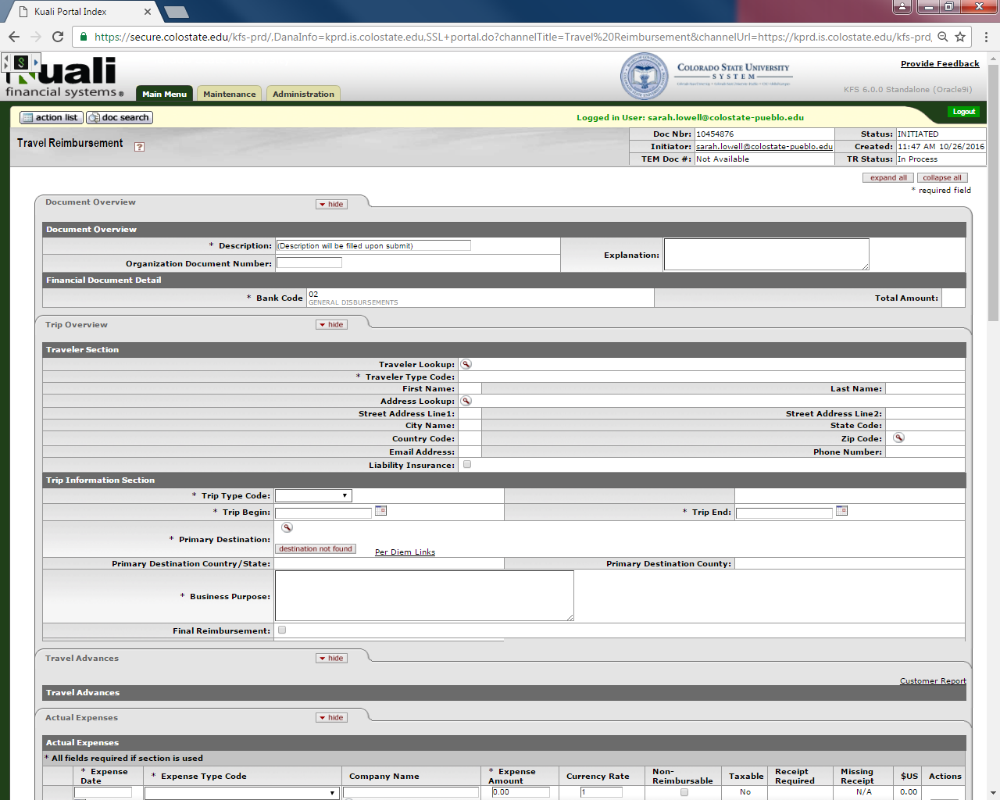 Kuali Portal Index
https://secure.colostate.edu/kfs-prd/,DanaInfo=kprd.is.colostate.edu,SSL+portal.do?channelTitle=Travel%20Reimbursement&channelUrl=https://kprd.is.colostate.edu/kfs-prd
S
Kuali
financial systems ®
Main Menu
Maintenance
Administration
COLORADO STATE UNIVERSITY
SYSTEM
Provide Feedback
KFS 6.0.0 Standalone (Oracle9i)
action list
doc search
Logged in User: sarah.lowell@colostate-pueblo.edu
Logout
Travel Reimbursement ?
Doc Nbr: 10454876 Status: INITIATED
Initiator: sarah.lowell@colostate-pueblo.edu Created: 11:47 AM 10/26/2016
TEM Doc #: Not Available TR Status: In Process
expand all collapse all
* required field
Document Overview hide
Document Overview
* Description: (Description will be filled upon submit) Explanation:
Organization Document Number:
Financial Document Detail
* Bank Code 02 Total Amount:
GENERAL DISBURSEMENTS
Trip Overview hide
Traveler Section
Traveler Lookup:
* Traveler Type Code:
First Name: Last Name:
Address Lookup:
Street Address Line1: Street Address Line2:
City Name: State Code:
Country Code: Zip Code:
Email Address: Phone Number:
Liability Insurance:
Trip Information Section
* Trip Type Code:
* Trip Begin: * Trip End:
* Primary Destination:
destination not found Per Diem Links
Primary Destination Country/State: Primary Destination County:
* Business Purpose:
Final Reimbursement:
Travel Advances hide
Customer Report
Travel Advances
Actual Expenses hide
Actual Expenses
* All fields required if section is used
* Expense Date
* Expense Type Code
Company Name
* Expense Amount
Currency Rate
Non-Reimbursable
Taxable
Receipt Required
Missing Receipt
$US
Actions
0.00 1 No N/A 0.00